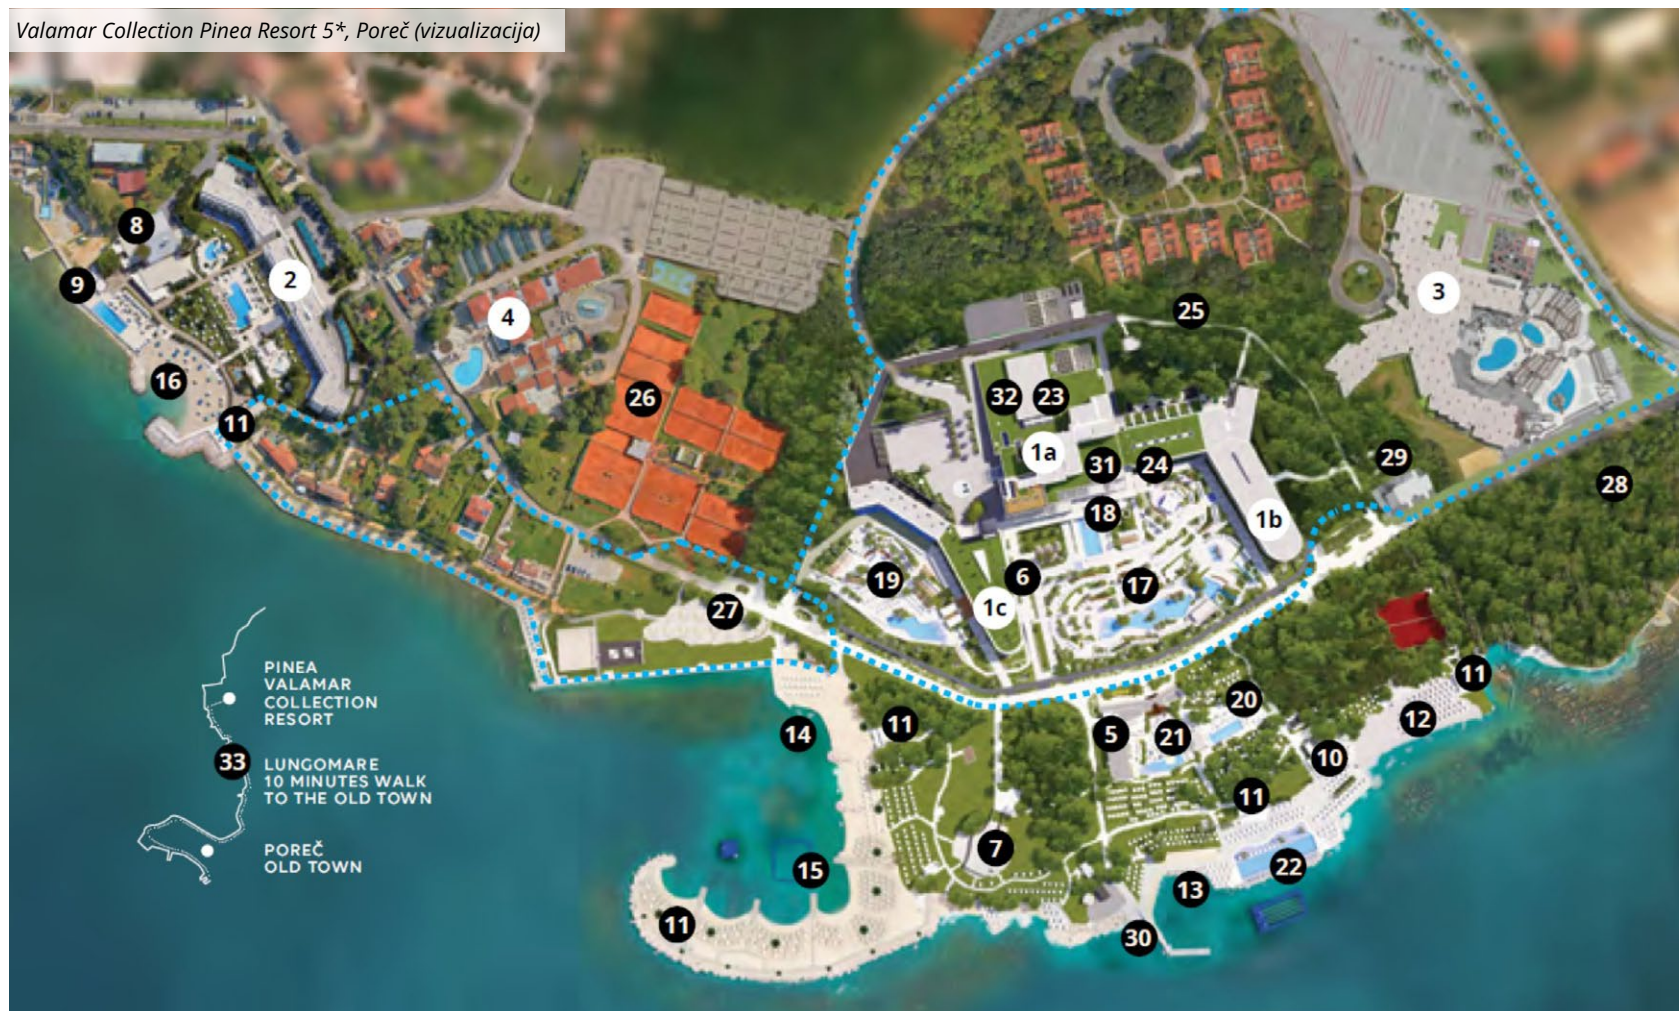 Valamar Collection Pinea Resort 5*, Poreč (vizualizacija)
8
9
2
16
11
4
26
25
3
32
23
1a
31
24
18
29
28
1b
19
6
17
1c
27
14
11
5
21
20
10
12
11
11
7
15
13
22
11
30
PINEA
VALAMAR
COLLECTION
RESORT
33
LUNGOMARE
10 MINUTES WALK
TO THE OLD TOWN
POREČ
OLD TOWN